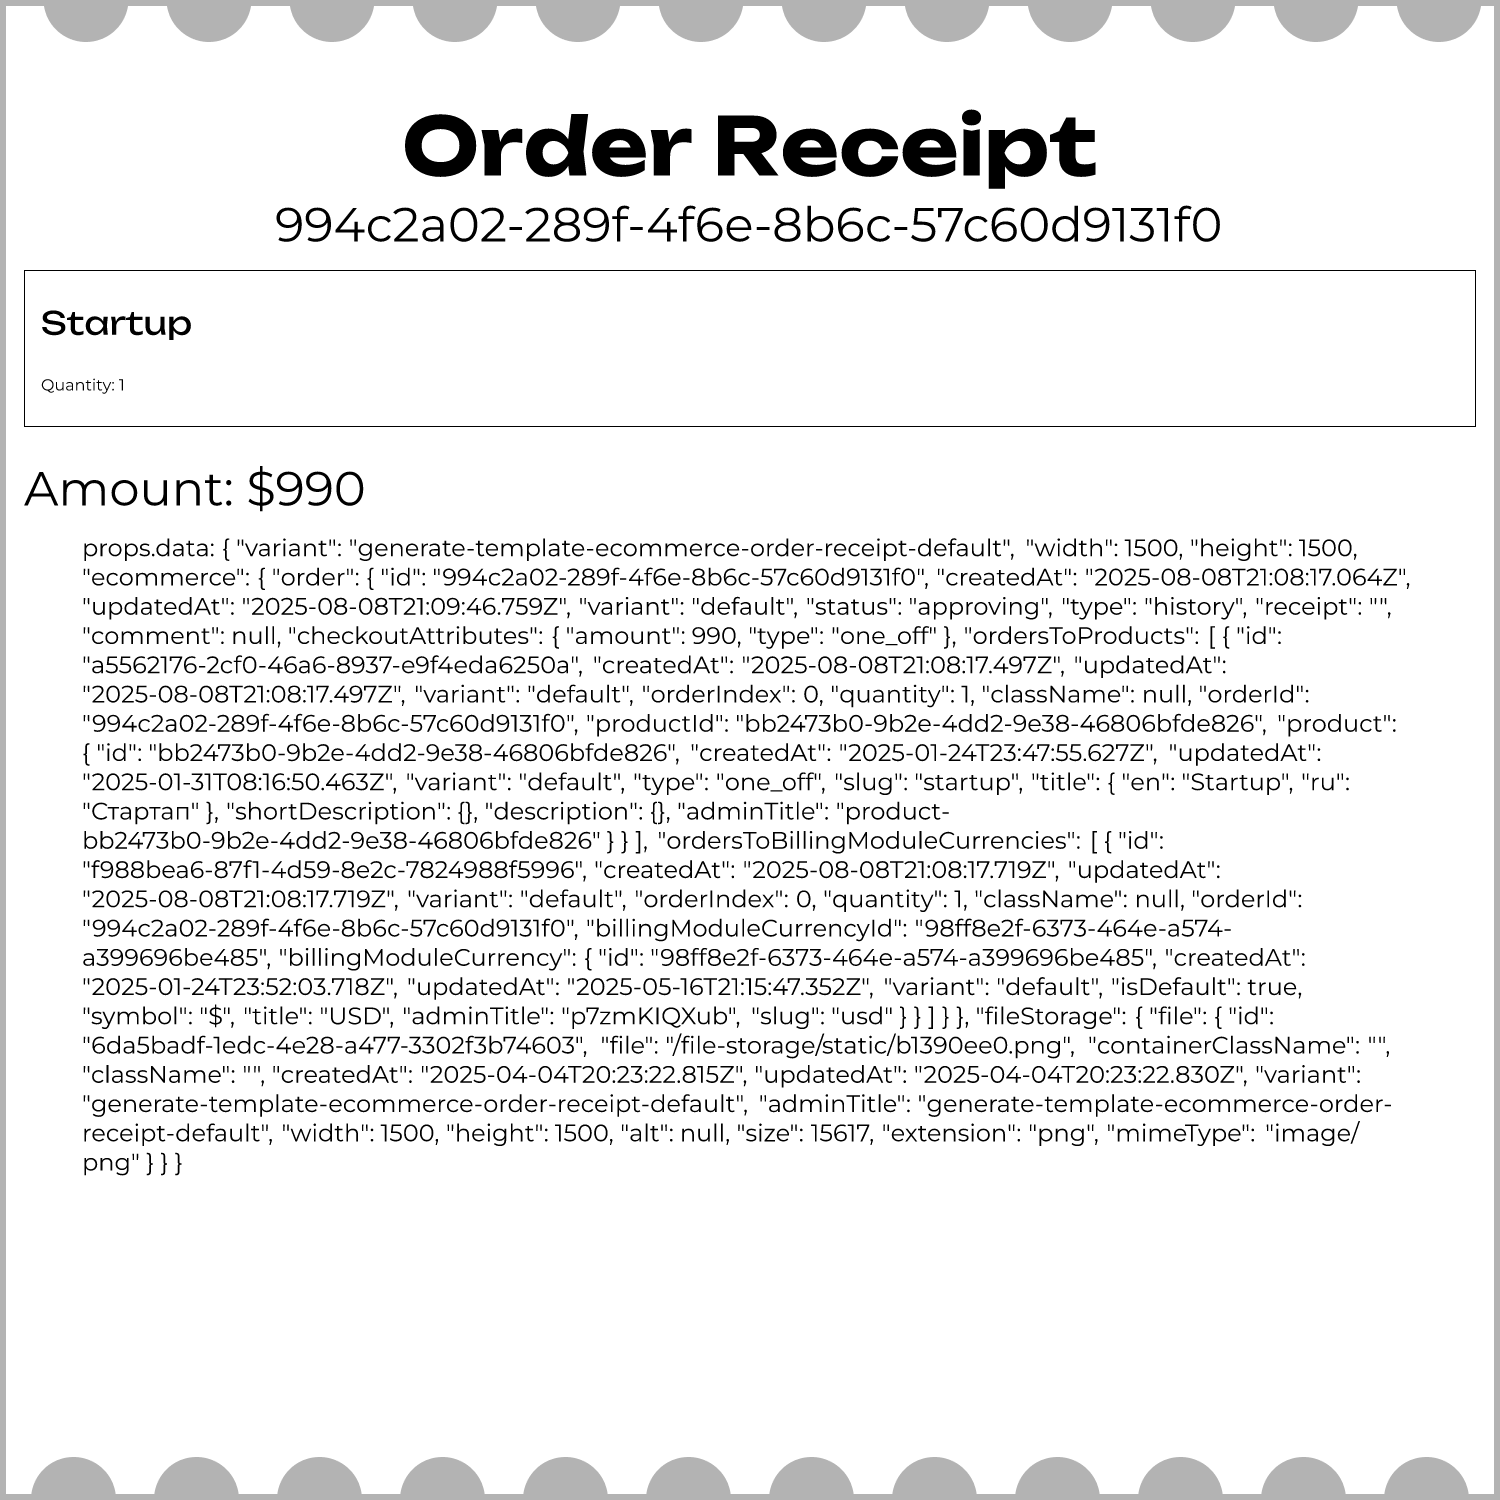 Order Receipt
994c2a02-289f-4f6e-8b6c-57c60d9131f0
Startup
Quantity: 1
Amount: $990
props.data: { "variant": "generate-template-ecommerce-order-receipt-default", "width": 1500, "height": 1500,
"ecommerce": { "order": { "id": "994c2a02-289f-4f6e-8b6c-57c60d9131f0", "createdAt": "2025-08-08T21:08:17.064Z",
"updatedAt": "2025-08-08T21:09:46.759Z", "variant": "default", "status": "approving", "type": "history", "receipt": "",
"comment": null, "checkoutAttributes": { "amount": 990, "type": "one_off" }, "ordersToProducts": [ { "id":
"a5562176-2cf0-46a6-8937-e9f4eda6250a", "createdAt": "2025-08-08T21:08:17.497Z", "updatedAt":
"2025-08-08T21:08:17.497Z", "variant": "default", "orderIndex": 0, "quantity": 1, "className": null, "orderId":
"994c2a02-289f-4f6e-8b6c-57c60d9131f0", "productId": "bb2473b0-9b2e-4dd2-9e38-46806bfde826", "product":
{ "id": "bb2473b0-9b2e-4dd2-9e38-46806bfde826", "createdAt": "2025-01-24T23:47:55.627Z", "updatedAt":
"2025-01-31T08:16:50.463Z", "variant": "default", "type": "one_off", "slug": "startup", "title": { "en": "Startup", "ru":
"Стартап" }, "shortDescription": {}, "description": {}, "adminTitle": "product-
bb2473b0-9b2e-4dd2-9e38-46806bfde826" } } ], "ordersToBillingModuleCurrencies": [ { "id":
"f988bea6-87f1-4d59-8e2c-7824988f5996", "createdAt": "2025-08-08T21:08:17.719Z", "updatedAt":
"2025-08-08T21:08:17.719Z", "variant": "default", "orderIndex": 0, "quantity": 1, "className": null, "orderId":
"994c2a02-289f-4f6e-8b6c-57c60d9131f0", "billingModuleCurrencyId": "98ff8e2f-6373-464e-a574-
a399696be485", "billingModuleCurrency": { "id": "98ff8e2f-6373-464e-a574-a399696be485", "createdAt":
"2025-01-24T23:52:03.718Z", "updatedAt": "2025-05-16T21:15:47.352Z", "variant": "default", "isDefault": true,
"symbol": "$", "title": "USD", "adminTitle": "p7zmKIQXub", "slug": "usd" } } ] } }, "fileStorage": { "file": { "id":
"6da5badf-1edc-4e28-a477-3302f3b74603", "file": "/file-storage/static/b1390ee0.png", "containerClassName": "",
"className": "", "createdAt": "2025-04-04T20:23:22.815Z", "updatedAt": "2025-04-04T20:23:22.830Z", "variant":
"generate-template-ecommerce-order-receipt-default", "adminTitle": "generate-template-ecommerce-order-
receipt-default", "width": 1500, "height": 1500, "alt": null, "size": 15617, "extension": "png", "mimeType": "image/
png" } } }